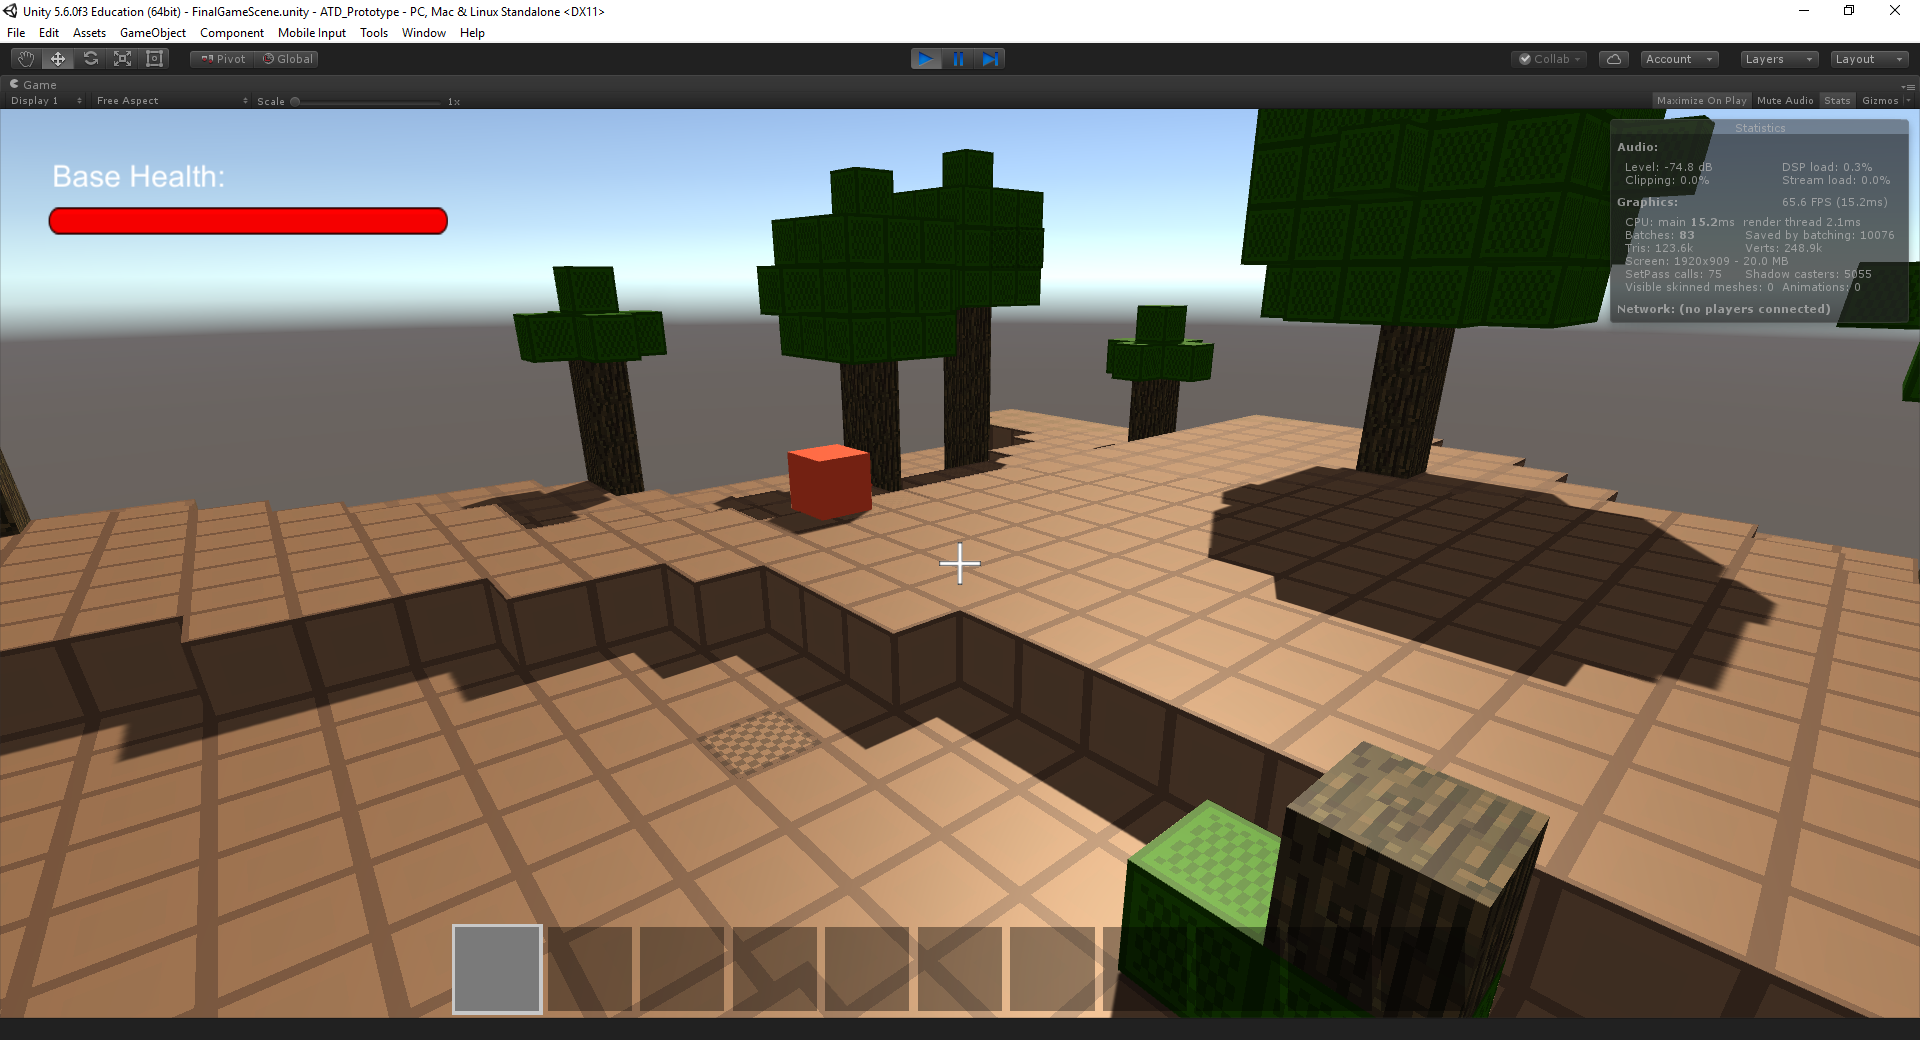 Unity 5.6.0f3 Education (64bit) - FinalGameScene.unity - ATD_Prototype - PC, Mac & Linux Standalone <DX11>
File Edit Assets GameObject Component Mobile Input Tools Window Help
Pivot Global Collab Account Layers Layout
Game
Display 1 Free Aspect Scale 1x Maximize On Play Mute Audio Stats Gizmos
Statistics
Audio:
Level: -74.8 dB DSP load: 0.3%
Clipping: 0.0% Stream load: 0.0%
Graphics: 65.6 FPS (15.2ms)
CPU: main 15.2ms render thread 2.1ms
Batches: 83 Saved by batching: 10076
Tris: 123.6k Verts: 248.9k
Screen: 1920x909 - 20.0 MB
SetPass calls: 75 Shadow casters: 5055
Visible skinned meshes: 0 Animations: 0
Network: (no players connected)
Base Health: